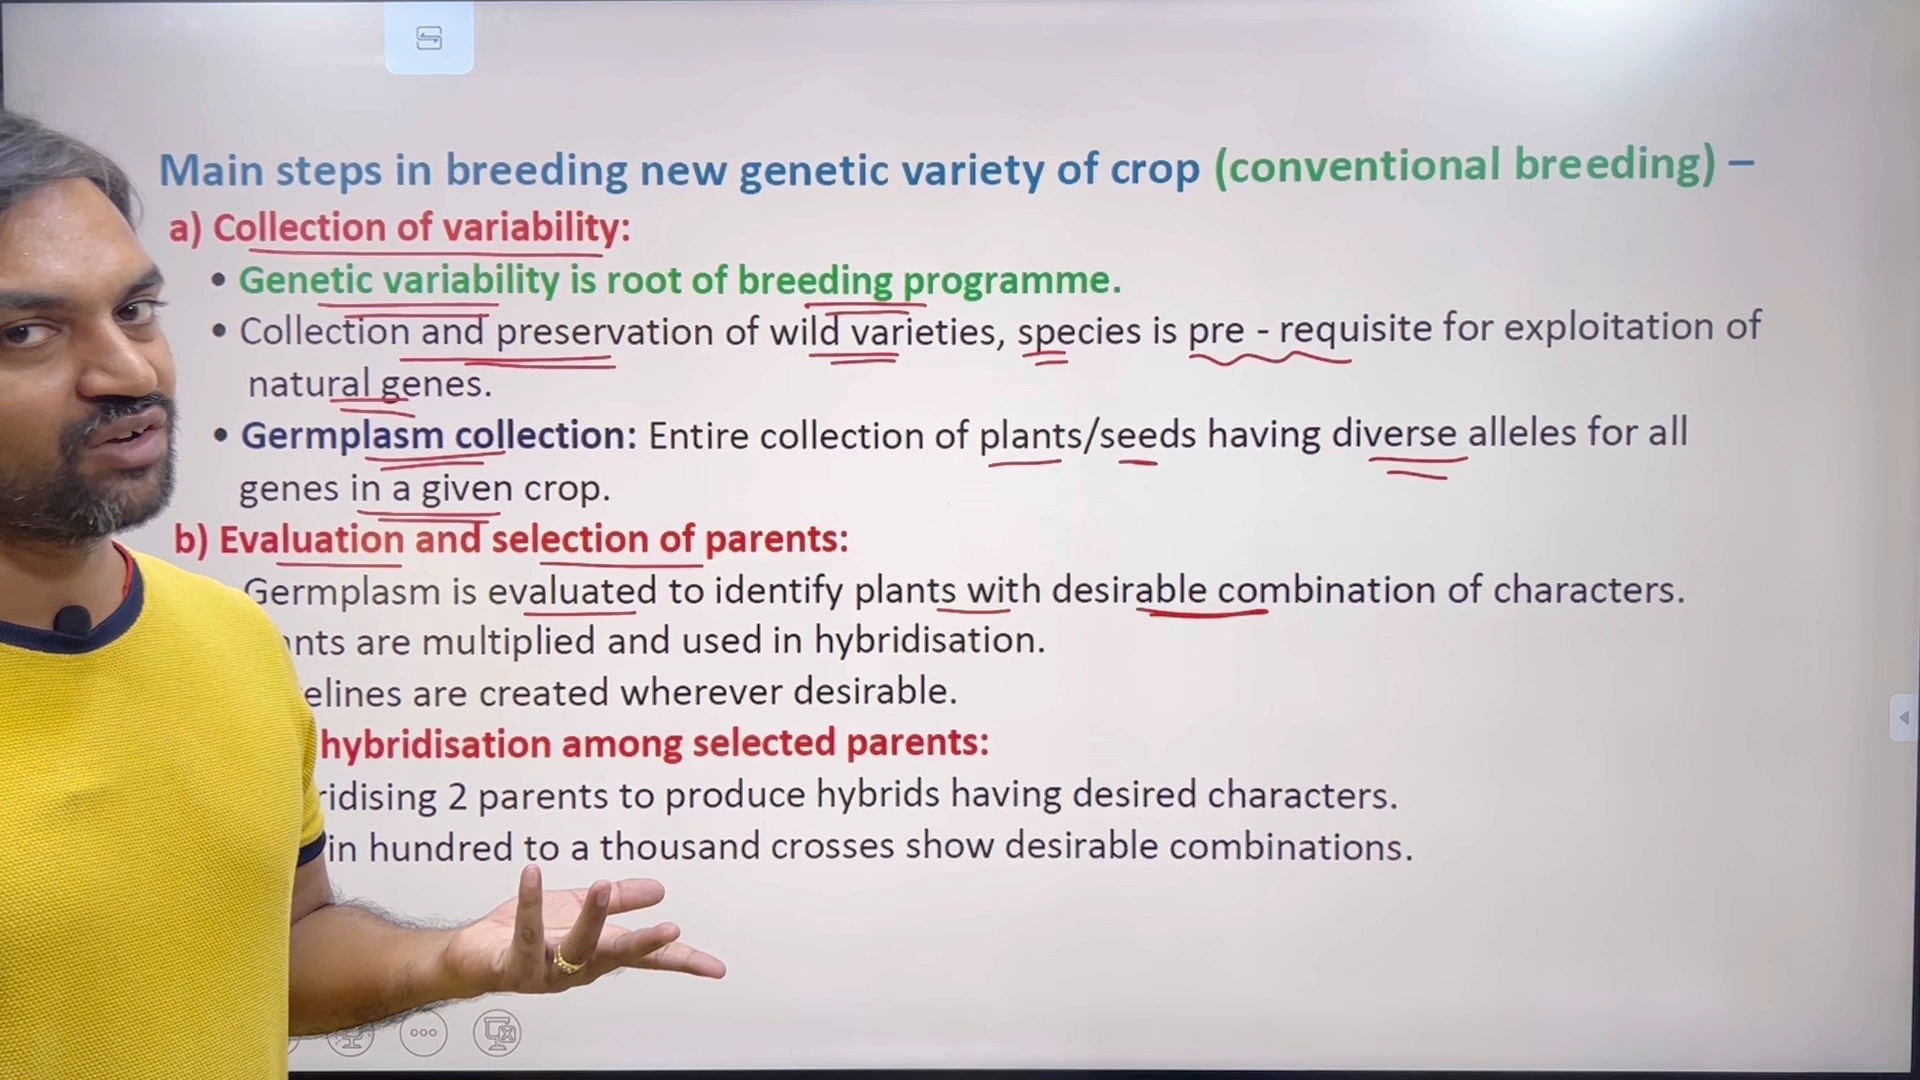 Main steps in breeding new genetic variety of crop (conventional breeding) –
a) Collection of variability:
• Genetic variability is root of breeding programme.
• Collection and preservation of wild varieties, species is pre - requisite for exploitation of
natural genes.
• Germplasm collection: Entire collection of plants/seeds having diverse alleles for all
genes in a given crop.
b) Evaluation and selection of parents:
Germplasm is evaluated to identify plants with desirable combination of characters.
are multiplied and used in hybridisation.
are created wherever desirable.
hybridisation among selected parents:
2 parents to produce hybrids having desired characters.
in hundred to a thousand crosses show desirable combinations.